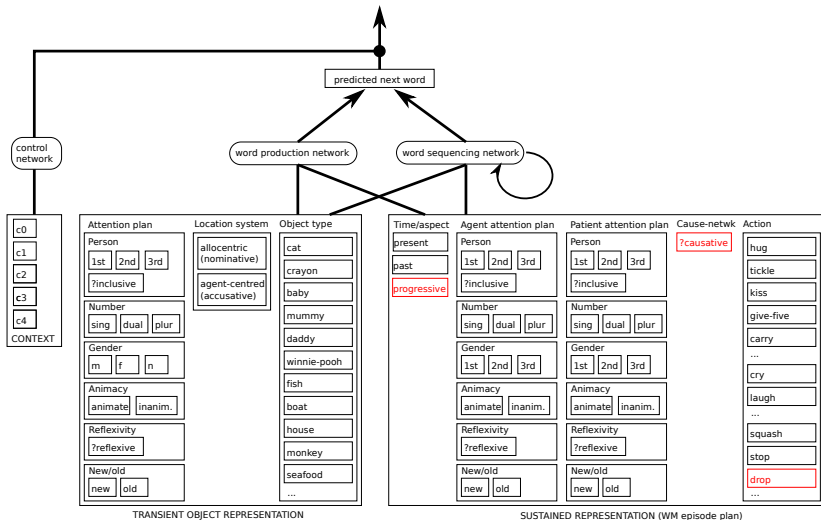 predicted next word
control
network
word production network
word sequencing network
c0
c1
c2
c3
c4
CONTEXT
Attention plan
Person
1st 2nd 3rd
?inclusive
Number
sing dual plur
Gender
m f n
Animacy
animate inanim.
Reflexivity
?reflexive
New/old
new old
Location system
allocentric
(nominative)
agent-centred
(accusative)
Object type
cat
crayon
baby
mummy
daddy
winnie-pooh
fish
boat
house
monkey
seafood
...
TRANSIENT OBJECT REPRESENTATION
Time/aspect
present
past
progressive
Agent attention plan
Person
1st 2nd 3rd
?inclusive
Number
sing dual plur
Gender
1st 2nd 3rd
Animacy
animate inanim.
Reflexivity
?reflexive
New/old
new old
Patient attention plan
Person
1st 2nd 3rd
?inclusive
Number
sing dual plur
Gender
1st 2nd 3rd
Animacy
animate inanim.
Reflexivity
?reflexive
New/old
new old
Cause-netwk
?causative
Action
hug
tickle
kiss
give-five
carry
...
cry
laugh
...
squash
stop
drop
...
SUSTAINED REPRESENTATION (WM episode plan)